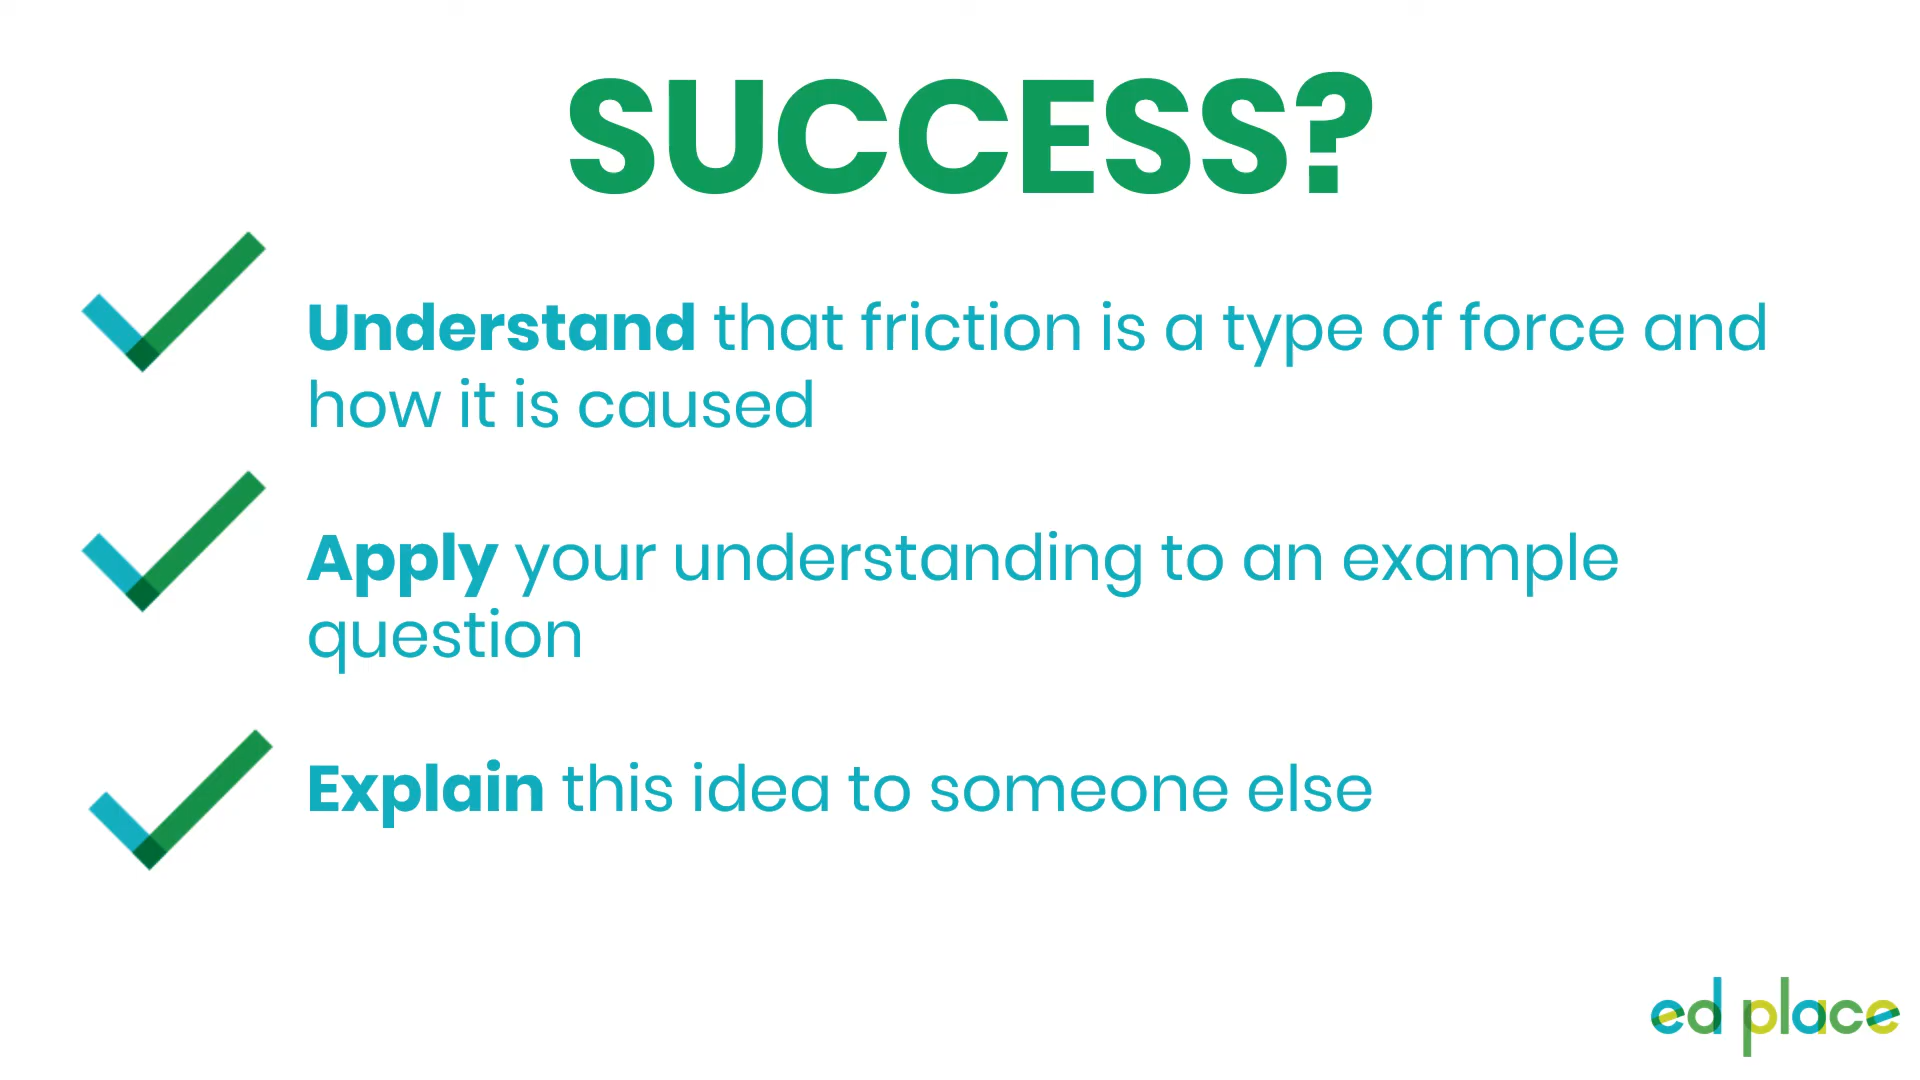 SUCCESS?
Understand that friction is a type of force and
how it is caused
Apply your understanding to an example
question
Explain this idea to someone else
ed place